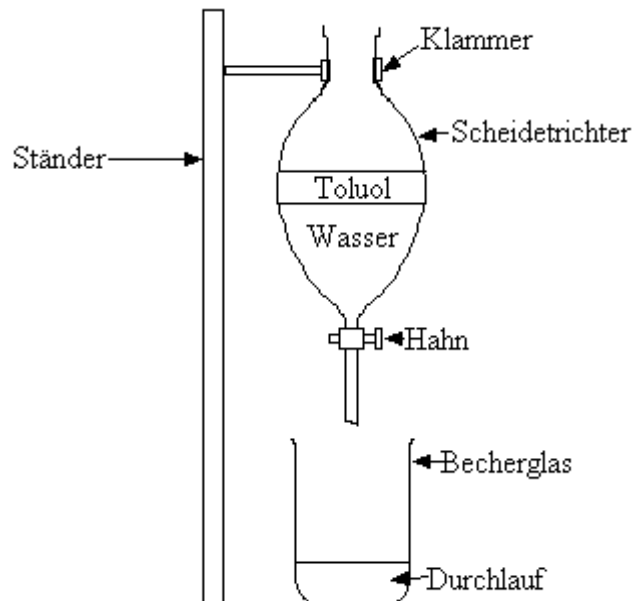 Klammer
Scheidetrichter
Ständer
Toluol
Wasser
Hahn
Becherglas
Durchlauf